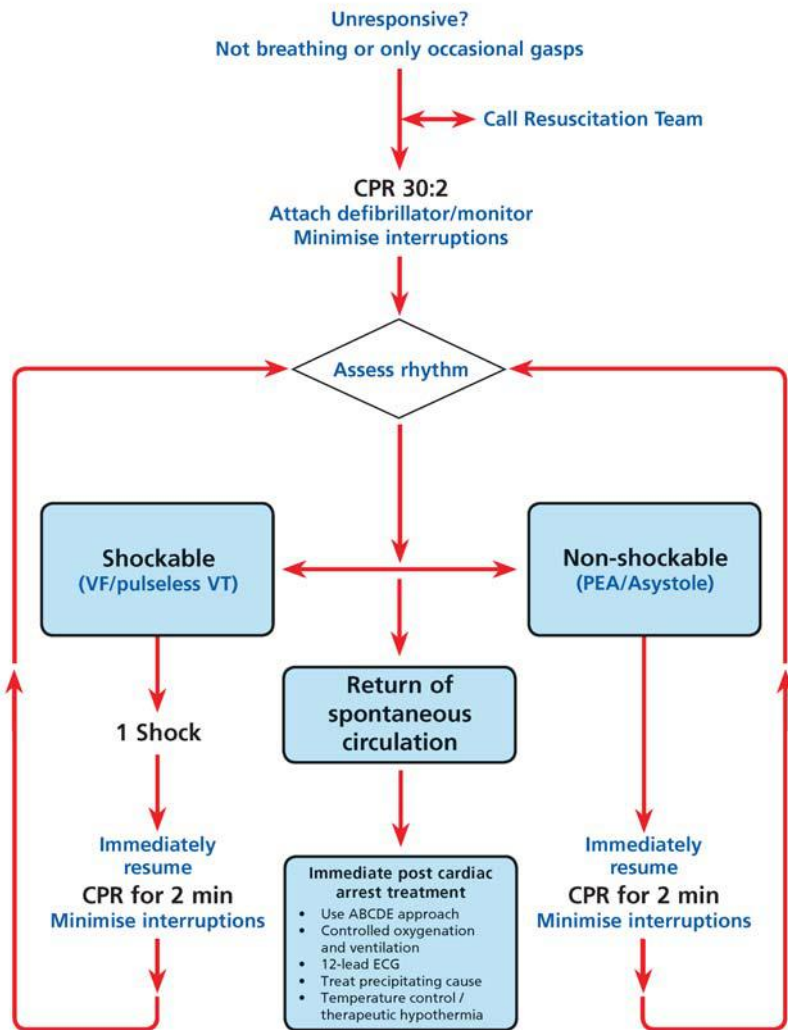 Unresponsive?
Not breathing or only occasional gasps
Call Resuscitation Team
CPR 30:2
Attach defibrillator/monitor
Minimise interruptions
Assess rhythm
Shockable
(VF/pulseless VT)
Non-shockable
(PEA/Asystole)
1 Shock
Return of
spontaneous
circulation
Immediately
resume
CPR for 2 min
Minimise interruptions
Immediate post cardiac
arrest treatment
• Use ABCDE approach
• Controlled oxygenation
and ventilation
• 12-lead ECG
• Treat precipitating cause
• Temperature control /
therapeutic hypothermia
Immediately
resume
CPR for 2 min
Minimise interruptions